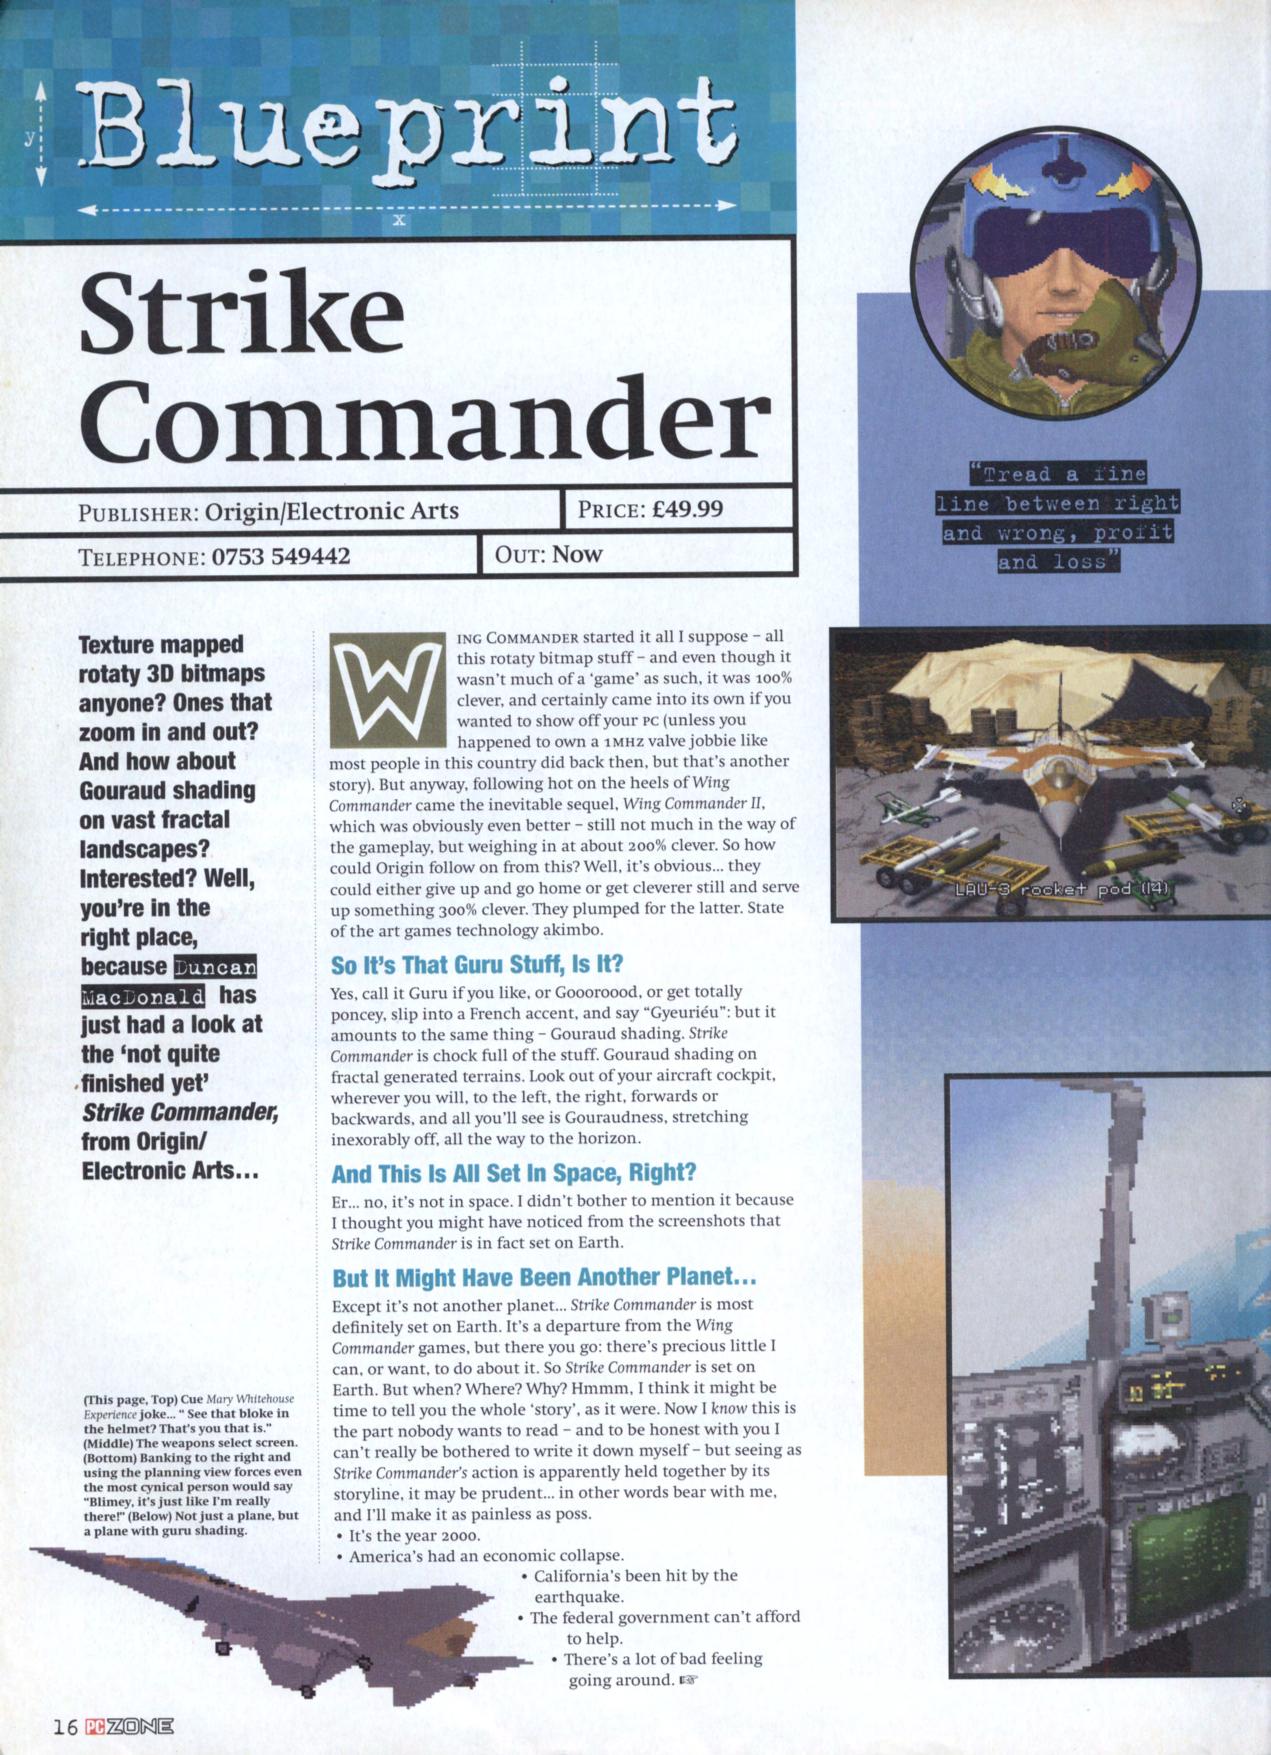 Blueprint
y
x
Strike
Commander
PUBLISHER: Origin/Electronic Arts
PRICE: £49.99
TELEPHONE: 0753 549442
OUT: Now
Texture mapped
rotaty 3D bitmaps
anyone? Ones that
zoom in and out?
And how about
Gouraud shading
on vast fractal
landscapes?
Interested? Well,
you're in the
right place,
because Duncan
MacDonald has
just had a look at
the 'not quite
finished yet'
Strike Commander,
from Origin/
Electronic Arts...
(This page, Top) Cue Mary Whitehouse
Experience joke... " See that bloke in
the helmet? That's you that is."
(Middle) The weapons select screen.
(Bottom) Banking to the right and
using the planning view forces even
the most cynical person would say
"Blimey, it's just like I'm really
there!" (Below) Not just a plane, but
a plane with guru shading.
WING COMMANDER started it all I suppose – all
this rotaty bitmap stuff – and even though it
wasn't much of a 'game' as such, it was 100%
clever, and certainly came into its own if you
wanted to show off your PC (unless you
happened to own a 1MHZ valve jobbie like
most people in this country did back then, but that's another
story). But anyway, following hot on the heels of Wing
Commander came the inevitable sequel, Wing Commander II,
which was obviously even better – still not much in the way of
the gameplay, but weighing in at about 200% clever. So how
could Origin follow on from this? Well, it's obvious... they
could either give up and go home or get cleverer still and serve
up something 300% clever. They plumped for the latter. State
of the art games technology akimbo.
So It's That Guru Stuff, Is It?
Yes, call it Guru if you like, or Goooroood, or get totally
poncey, slip into a French accent, and say "Gyeuriéu": but it
amounts to the same thing – Gouraud shading. Strike
Commander is chock full of the stuff. Gouraud shading on
fractal generated terrains. Look out of your aircraft cockpit,
wherever you will, to the left, the right, forwards or
backwards, and all you'll see is Gouraudness, stretching
inexorably off, all the way to the horizon.
And This Is All Set In Space, Right?
Er... no, it's not in space. I didn't bother to mention it because
I thought you might have noticed from the screenshots that
Strike Commander is in fact set on Earth.
But It Might Have Been Another Planet...
Except it's not another planet... Strike Commander is most
definitely set on Earth. It's a departure from the Wing
Commander games, but there you go: there's precious little I
can, or want, to do about it. So Strike Commander is set on
Earth. But when? Where? Why? Hmmm, I think it might be
time to tell you the whole 'story', as it were. Now I know this is
the part nobody wants to read – and to be honest with you I
can't really be bothered to write it down myself – but seeing as
Strike Commander's action is apparently held together by its
storyline, it may be prudent... in other words bear with me,
and I'll make it as painless as poss.
• It's the year 2000.
• America's had an economic collapse.
• California's been hit by the
earthquake.
• The federal government can't afford
to help.
• There's a lot of bad feeling
going around. ☞
"Tread a fine
line between right
and wrong, profit
and loss"
LAU-3 rocket pod (14)
16 PC ZONE